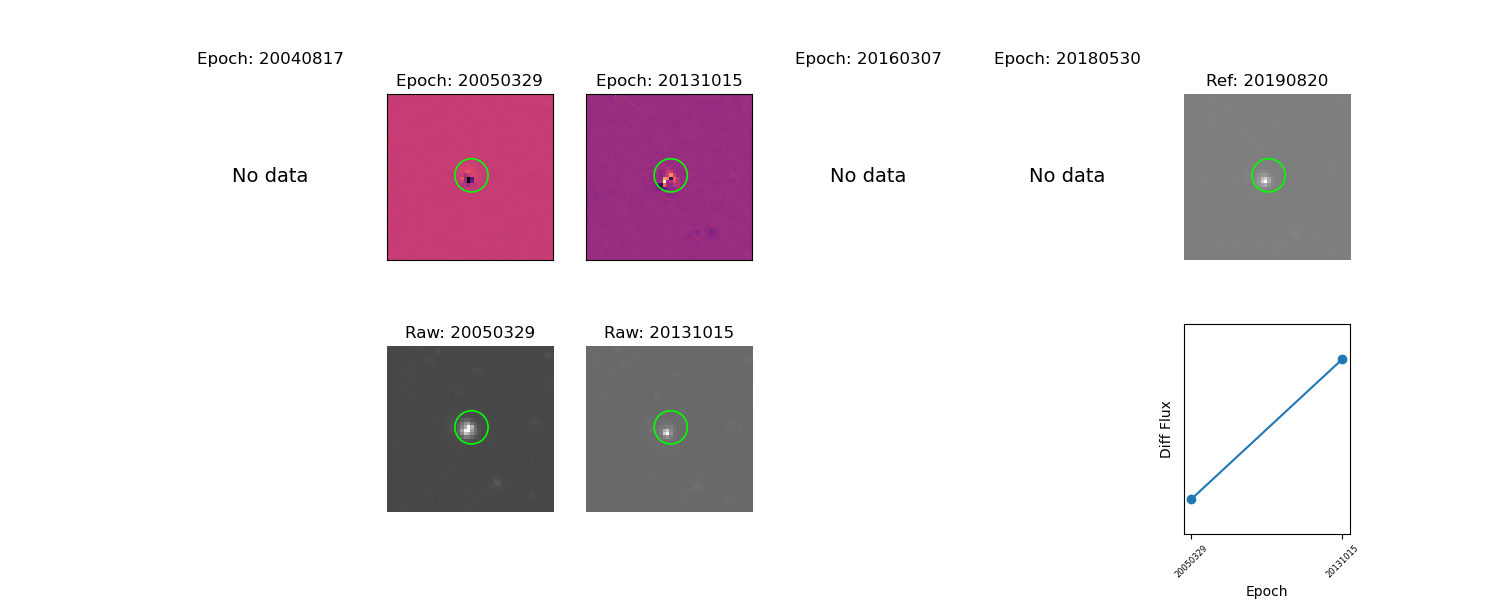 Epoch: 20040817
Epoch: 20050329
Epoch: 20131015
Epoch: 20160307
Epoch: 20180530
Ref: 20190820
No data
No data
No data
Raw: 20050329
Raw: 20131015
Diff Flux
20050329
20131015
Epoch